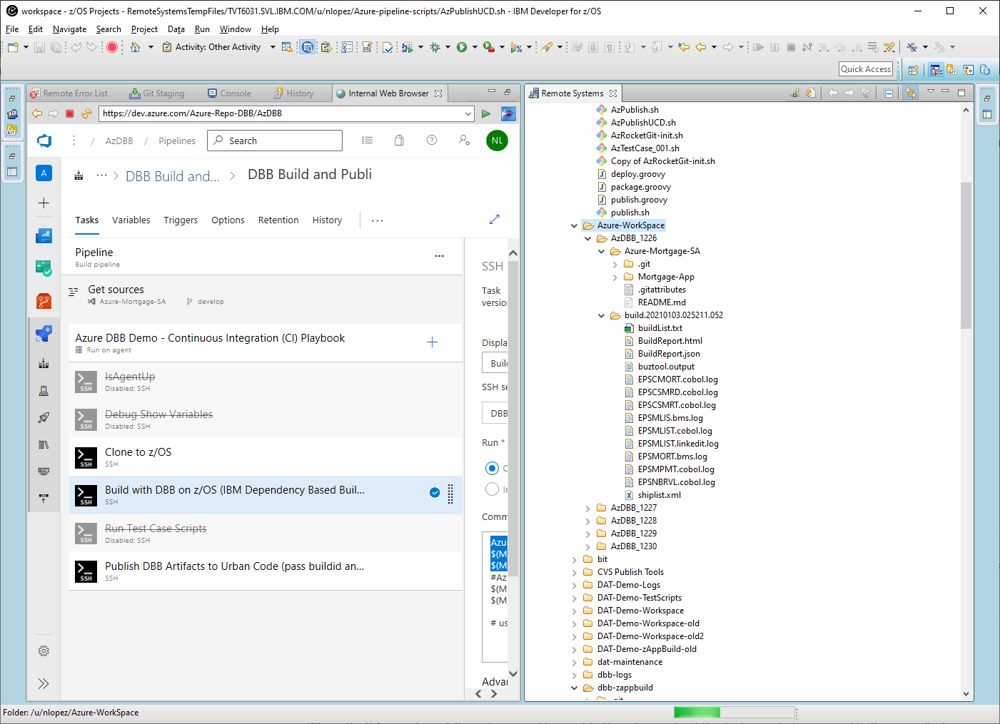 workspace - z/OS Projects - RemoteSystemsTempFiles/TVT6031.SVL.IBM.COM/u/nlopez/Azure-pipeline-scripts/AzPublishUCD.sh - IBM Developer for z/OS
File Edit Navigate Search Project Data Run Window Help
Activity: Other Activity
Quick Access
Remote Error List Git Staging Console History Internal Web Browser
https://dev.azure.com/Azure-Repo-DBB/AzDBB
/ AzDBB / Pipelines Search NL
A
DBB Build and... > DBB Build and Publi
Tasks Variables Triggers Options Retention History
Pipeline
Build pipeline
Get sources
Azure-Mortgage-SA develop
Azure DBB Demo - Continuous Integration (CI) Playbook
Run on agent
IsAgentUp
SSH
Disabled: SSH
Debug Show Variables
SSH
Disabled: SSH
Clone to z/OS
SSH
SSH
Build with DBB on z/OS (IBM Dependency Based Buil...
SSH
SSH
Run Test Case Scripts
SSH
Disabled: SSH
Publish DBB Artifacts to Urban Code (pass buildid an...
SSH
SSH
SSH
Task
versio
Displa
Buil
SSH se
DBB
Run *
Comm
Azur
$(M
$(M
#Az
$(M
$(M
# us
Advar
Remote Systems
AzPublish.sh
AzPublishUCD.sh
AzRocketGit-init.sh
AzTestCase_001.sh
Copy of AzRocketGit-init.sh
deploy.groovy
package.groovy
publish.groovy
publish.sh
Azure-WorkSpace
AzDBB_1226
Azure-Mortgage-SA
.git
Mortgage-App
.gitattributes
README.md
build.20210103.025211.052
buildList.txt
BuildReport.html
BuildReport.json
buztool.output
EPSCMORT.cobol.log
EPSCSMRD.cobol.log
EPSCSMRT.cobol.log
EPSMLIS.bms.log
EPSMLIST.cobol.log
EPSMLIST.linkedit.log
EPSMORT.bms.log
EPSMPMT.cobol.log
EPSNBRVL.cobol.log
shiplist.xml
AzDBB_1227
AzDBB_1228
AzDBB_1229
AzDBB_1230
bit
CVS Publish Tools
DAT-Demo-Logs
DAT-Demo-TestScripts
DAT-Demo-Workspace
DAT-Demo-Workspace-old
DAT-Demo-Workspace-old2
DAT-Demo-zAppBuild-old
dat-maintenance
dbb-logs
dbb-zappbuild
Folder: /u/nlopez/Azure-WorkSpace